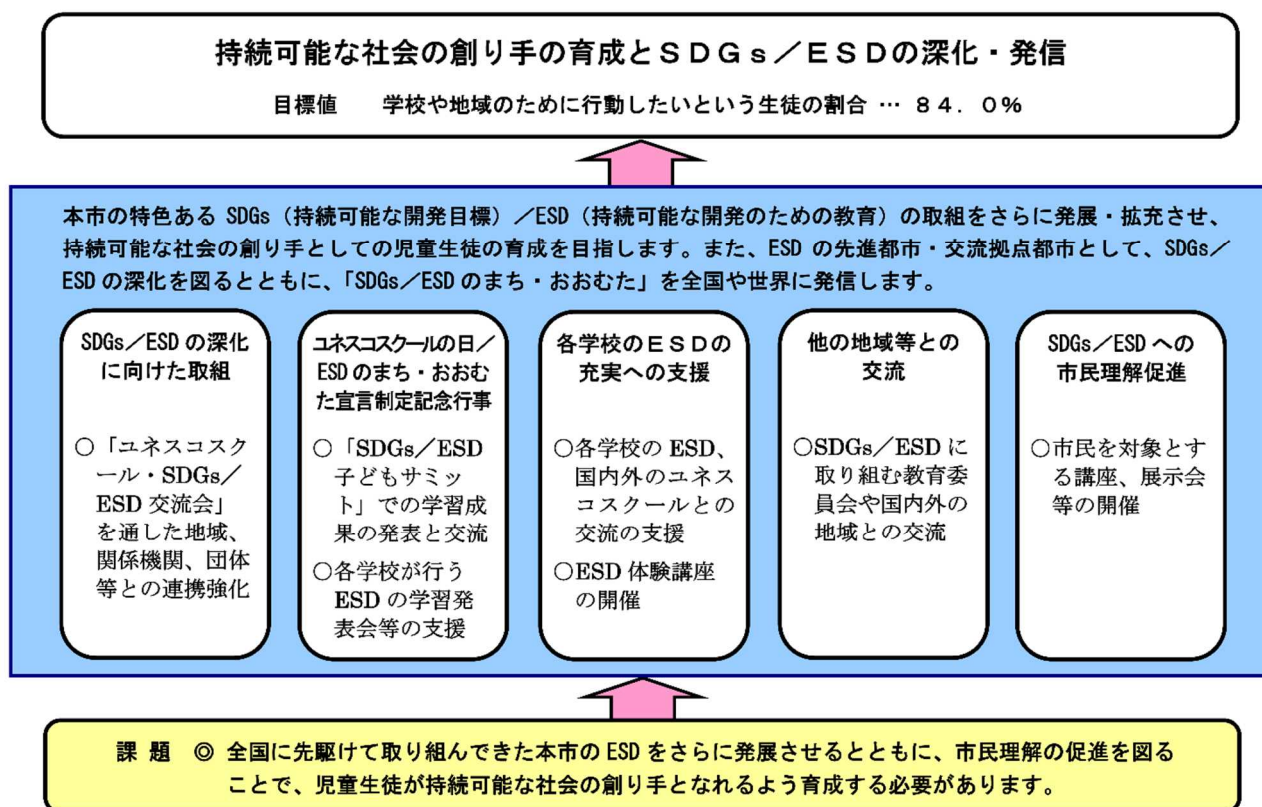 持続可能な社会の創り手の育成とＳＤＧｓ／ＥＳＤの深化・発信
目標値　学校や地域のために行動したいという生徒の割合 … ８４．０％
本市の特色ある SDGs（持続可能な開発目標）／ESD（持続可能な開発のための教育）の取組をさらに発展・拡充させ、
持続可能な社会の創り手としての児童生徒の育成を目指します。また、ESD の先進都市・交流拠点都市として、SDGs／
ESD の深化を図るとともに、「SDGs／ESD のまち・おおむた」を全国や世界に発信します。
SDGs／ESD の深化
に向けた取組
○「ユネスコスク
ール・SDGs／
ESD 交流会」
を通した地域、
関係機関、団体
等との連携強化
ユネスコスクールの日／
ESD のまち・おおむ
た宣言制定記念行事
○「SDGs／ESD
子どもサミッ
ト」での学習成
果の発表と交流
○各学校が行う
ESD の学習発
表会等の支援
各学校のＥＳＤの
充実への支援
○各学校の ESD、
国内外のユネス
コスクールとの
交流の支援
○ESD 体験講座
の開催
他の地域等との
交流
○SDGs／ESD に
取り組む教育委
員会や国内外の
地域との交流
SDGs／ESD への
市民理解促進
○市民を対象とす
る講座、展示会
等の開催
課 題 ◎ 全国に先駆けて取り組んできた本市の ESD をさらに発展させるとともに、市民理解の促進を図る
ことで、児童生徒が持続可能な社会の創り手となれるよう育成する必要があります。